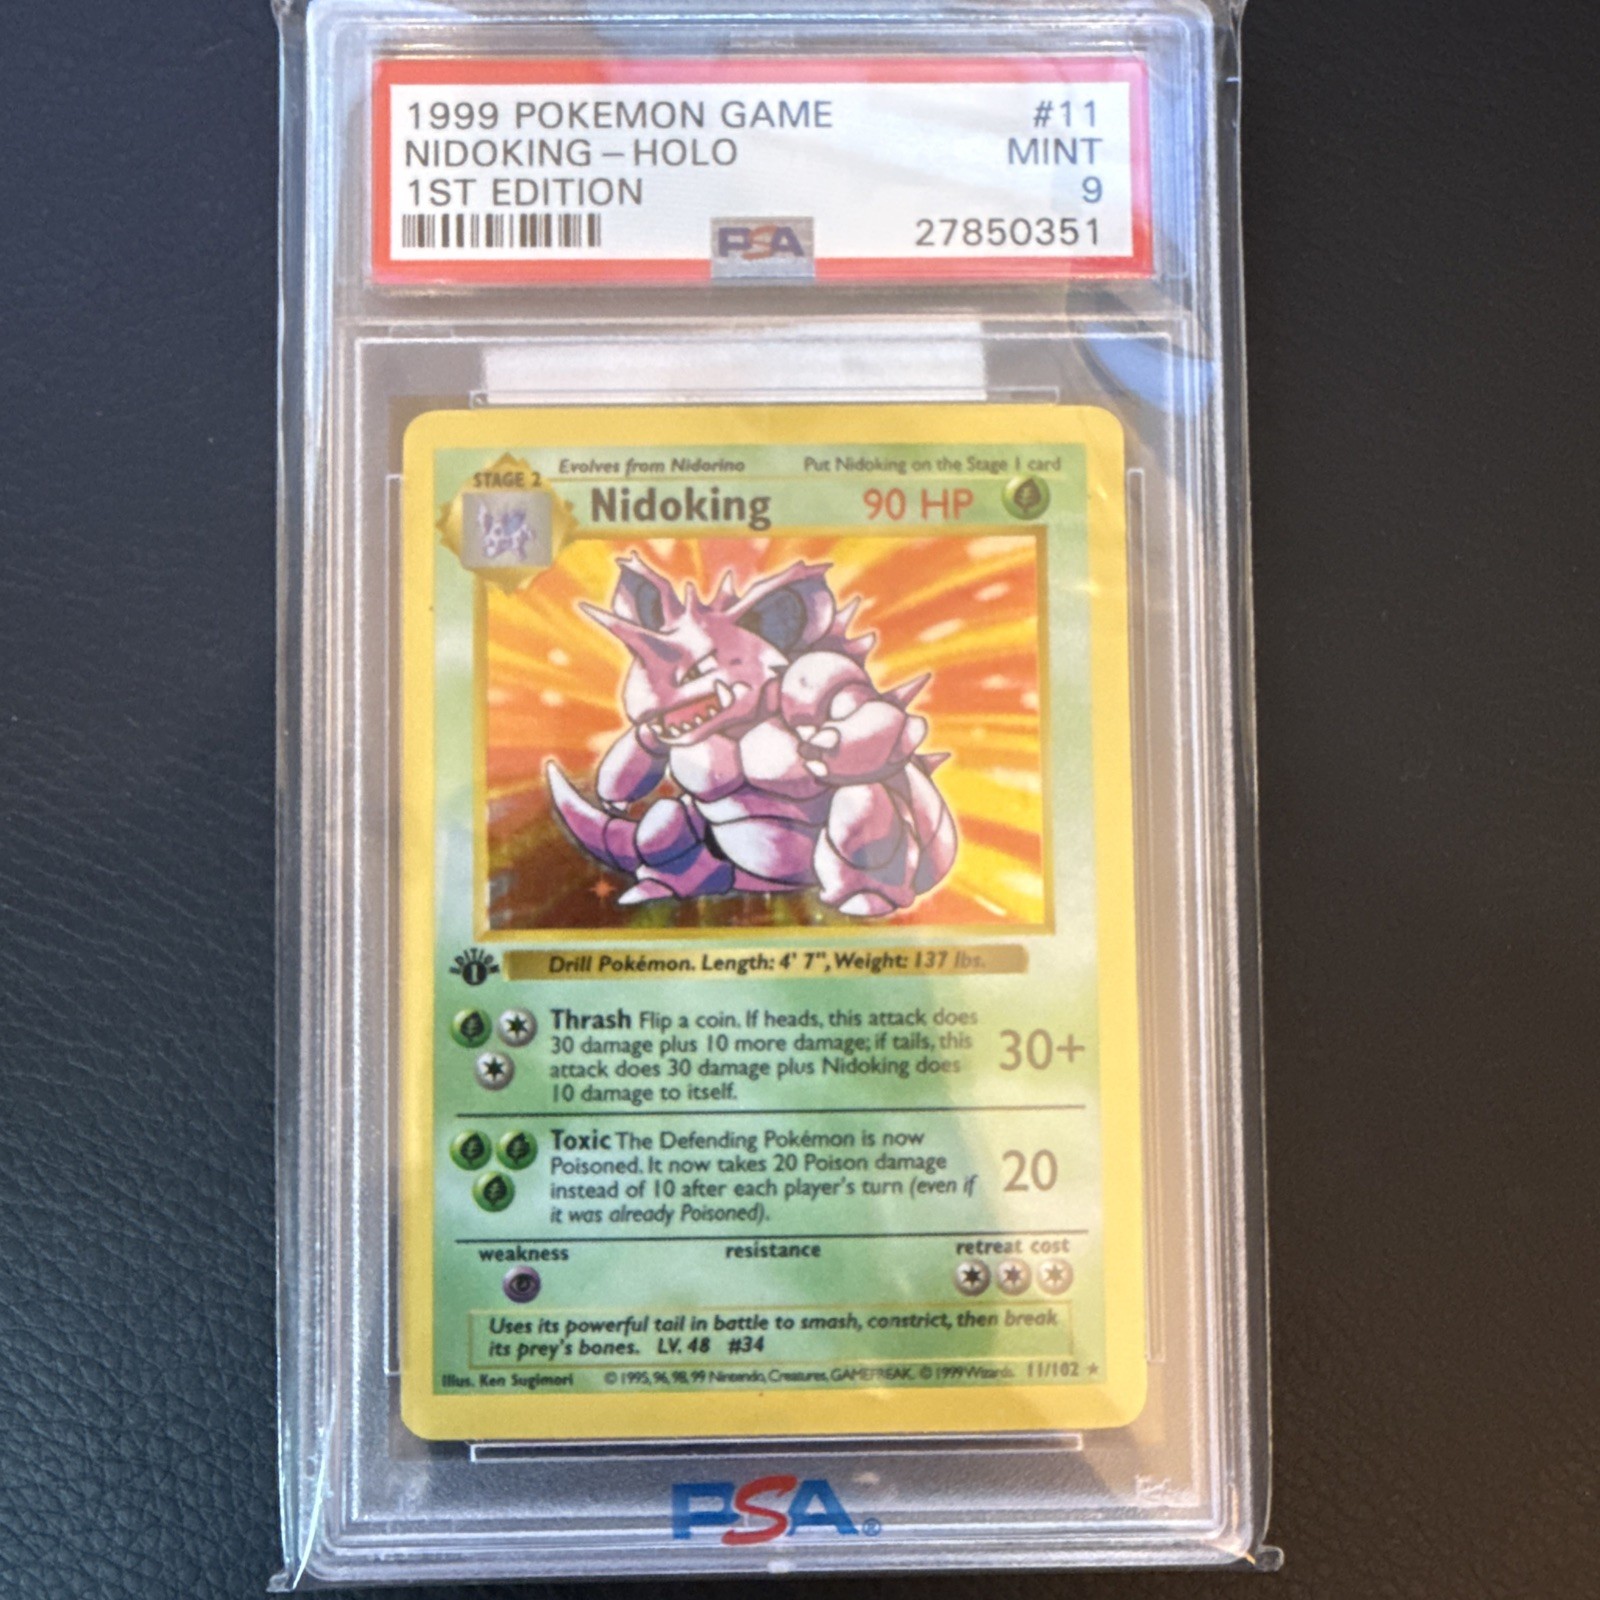 1999 POKEMON GAME #11
NIDOKING-HOLO MINT
1ST EDITION 9
PSA 27850351
Evolves from Nidorino Put Nidoking on the Stage 1 card
STAGE 2
Nidoking 90 HP
EDITION
1
Drill Pokémon. Length: 4' 7", Weight: 137 lbs.
Thrash Flip a coin. If heads, this attack does
30 damage plus 10 more damage; if tails, this
attack does 30 damage plus Nidoking does
10 damage to itself.
30+
Toxic The Defending Pokémon is now
Poisoned. It now takes 20 Poison damage
instead of 10 after each player's turn (even if
it was already Poisoned).
20
weakness resistance retreat cost
Uses its powerful tail in battle to smash, constrict, then break
its prey's bones. LV. 48 #34
Illus. Ken Sugimori © 1995, 96, 98, 99 Nintendo, Creatures, GAMEFREAK. © 1999 Wizards. 11/102 ★
PSA®